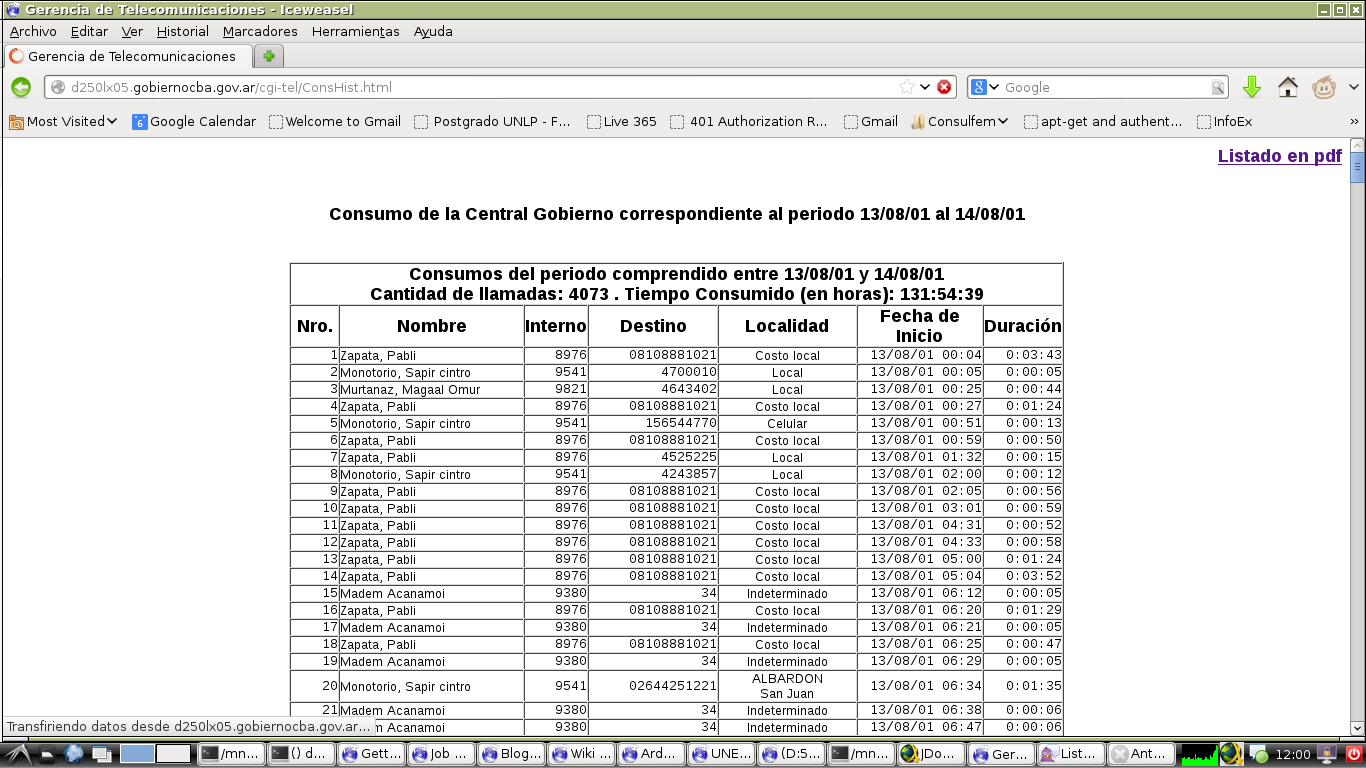 Gerencia de Telecomunicaciones - Iceweasel
Archivo Editar Ver Historial Marcadores Herramientas Ayuda
Gerencia de Telecomunicaciones
d250lx05.gobiernocba.gov.ar/cgi-tel/ConsHist.html Google
Most Visited Google Calendar Welcome to Gmail Postgrado UNLP - F... Live 365 401 Authorization R... Gmail Consulfem apt-get and authent... InfoEx »
Listado en pdf
Consumo de la Central Gobierno correspondiente al periodo 13/08/01 al 14/08/01
Consumos del periodo comprendido entre 13/08/01 y 14/08/01
Cantidad de llamadas: 4073 . Tiempo Consumido (en horas): 131:54:39
Nro. Nombre Interno Destino Localidad Fecha de Inicio Duración
1 Zapata, Pabli 8976 08108881021 Costo local 13/08/01 00:04 0:03:43
2 Monotorio, Sapir cintro 9541 4700010 Local 13/08/01 00:05 0:00:05
3 Murtanaz, Magaal Omur 9821 4643402 Local 13/08/01 00:25 0:00:44
4 Zapata, Pabli 8976 08108881021 Costo local 13/08/01 00:27 0:01:24
5 Monotorio, Sapir cintro 9541 156544770 Celular 13/08/01 00:51 0:00:13
6 Zapata, Pabli 8976 08108881021 Costo local 13/08/01 00:59 0:00:50
7 Zapata, Pabli 8976 4525225 Local 13/08/01 01:32 0:00:15
8 Monotorio, Sapir cintro 9541 4243857 Local 13/08/01 02:00 0:00:12
9 Zapata, Pabli 8976 08108881021 Costo local 13/08/01 02:05 0:00:56
10 Zapata, Pabli 8976 08108881021 Costo local 13/08/01 03:01 0:00:59
11 Zapata, Pabli 8976 08108881021 Costo local 13/08/01 04:31 0:00:52
12 Zapata, Pabli 8976 08108881021 Costo local 13/08/01 04:33 0:00:58
13 Zapata, Pabli 8976 08108881021 Costo local 13/08/01 05:00 0:01:24
14 Zapata, Pabli 8976 08108881021 Costo local 13/08/01 05:04 0:03:52
15 Madem Acanamoi 9380 34 Indeterminado 13/08/01 06:12 0:00:05
16 Zapata, Pabli 8976 08108881021 Costo local 13/08/01 06:20 0:01:29
17 Madem Acanamoi 9380 34 Indeterminado 13/08/01 06:21 0:00:05
18 Zapata, Pabli 8976 08108881021 Costo local 13/08/01 06:25 0:00:47
19 Madem Acanamoi 9380 34 Indeterminado 13/08/01 06:29 0:00:05
20 Monotorio, Sapir cintro 9541 02644251221 ALBARDON San Juan 13/08/01 06:34 0:01:35
21 Madem Acanamoi 9380 34 Indeterminado 13/08/01 06:38 0:00:06
m Acanamoi 9380 34 Indeterminado 13/08/01 06:47 0:00:06
Transfiriendo datos desde d250lx05.gobiernocba.gov.ar...
/mn... () d... Gett... Job ... Blog... Wiki ... Ard... UNE... (D:5... /mn... JDo... Ger... List... Ant... 12:00